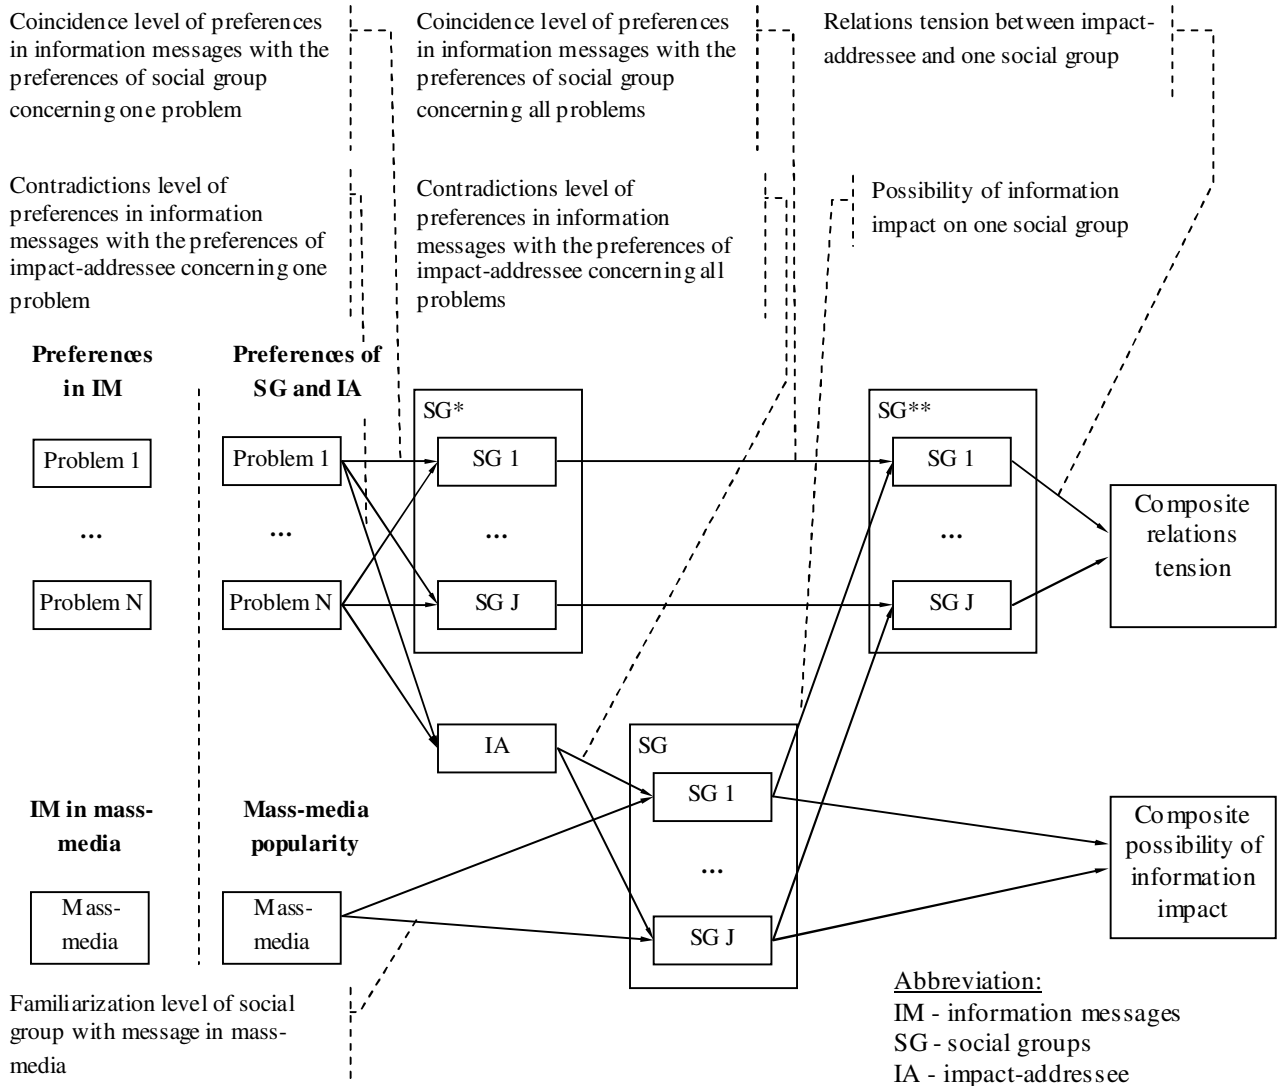 Coincidence level of preferences
in information messages with the
preferences of social group
concerning one problem
Coincidence level of preferences
in information messages with the
preferences of social group
concerning all problems
Relations tension between impact-
addressee and one social group
Contradictions level of
preferences in information
messages with the preferences of
impact-addressee concerning one
problem
Contradictions level of
preferences in information
messages with the preferences of
impact-addressee concerning all
problems
Possibility of information
impact on one social group
Preferences
in IM
Preferences of
SG and IA
SG*
SG**
Problem 1
Problem 1
SG 1
SG 1
...
...
...
...
Problem N
Problem N
SG J
SG J
Composite
relations
tension
IA
SG
SG 1
...
SG J
IM in mass-
media
Mass-media
popularity
Mass-
media
Mass-
media
Composite
possibility of
information
impact
Familiarization level of social
group with message in mass-
media
Abbreviation:
IM - information messages
SG - social groups
IA - impact-addressee